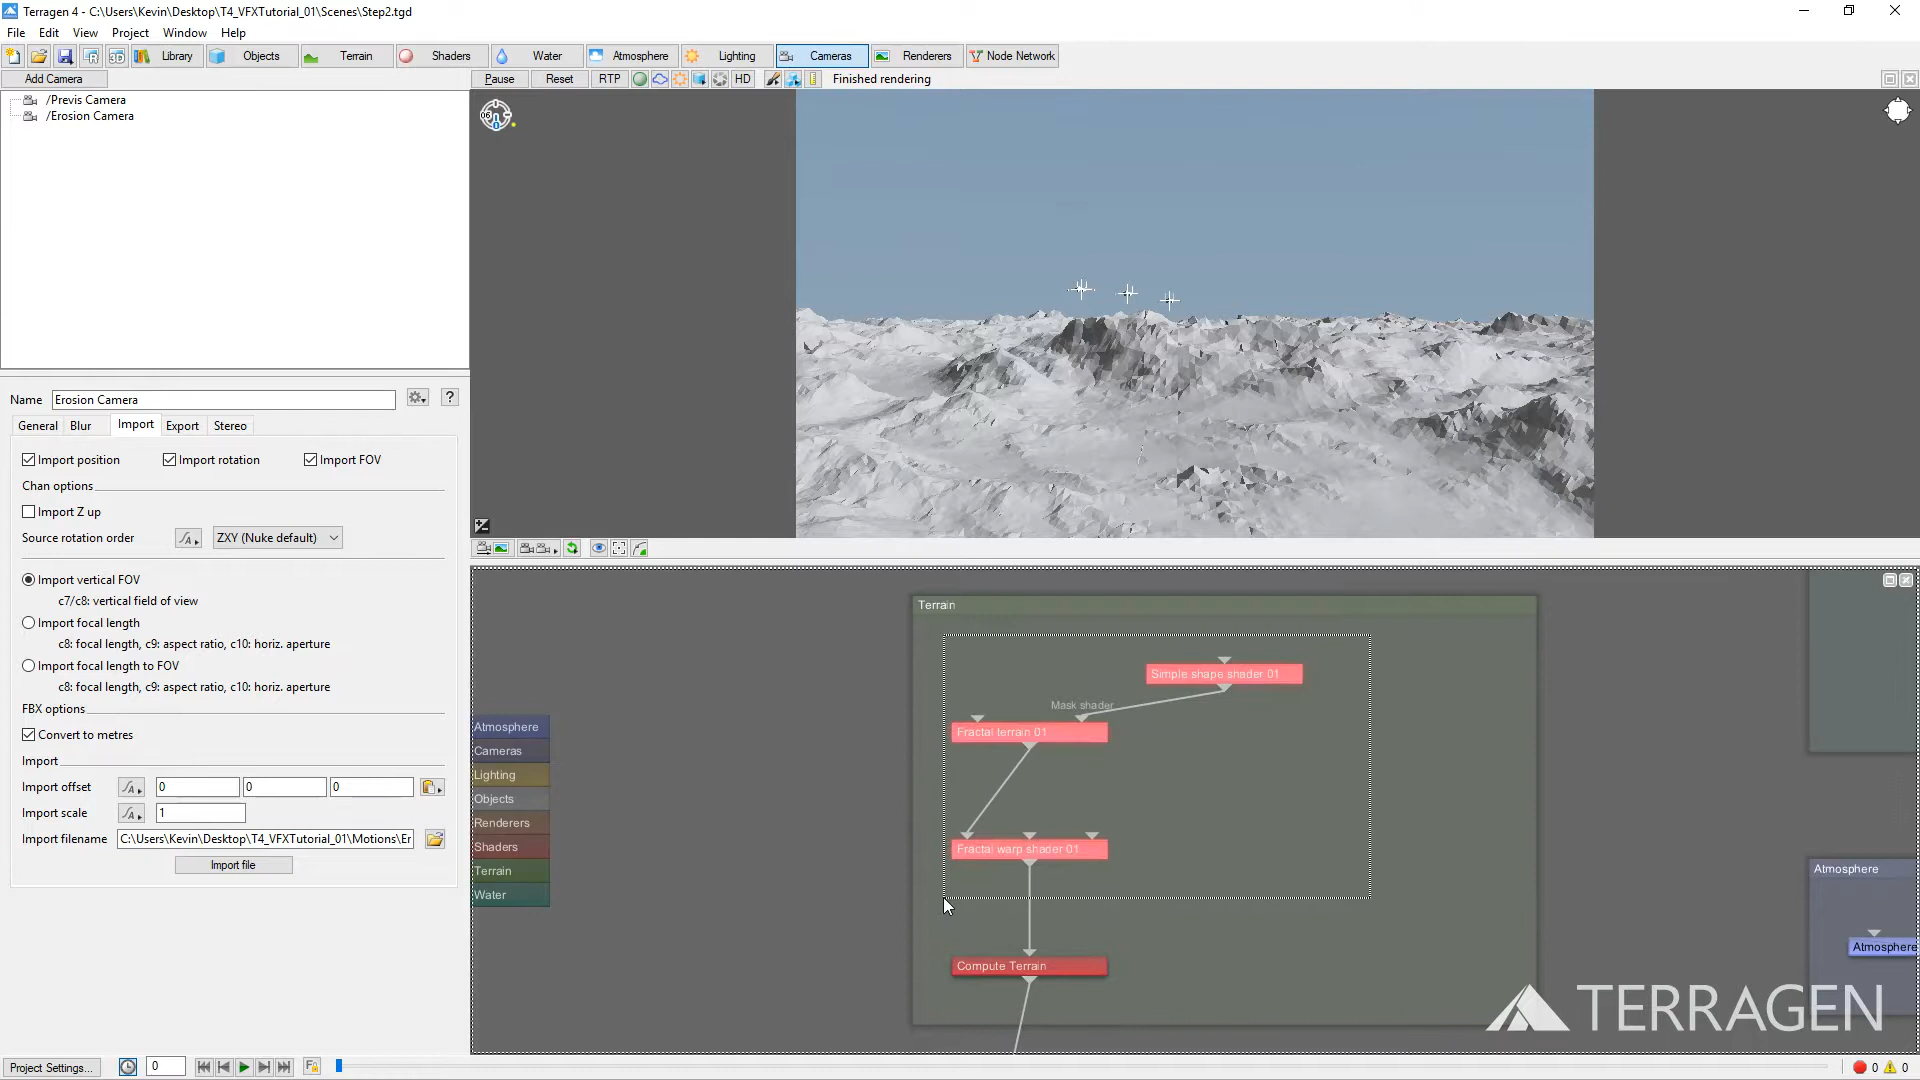 Terragen 4 - C:\Users\Kevin\Desktop\T4_VFXTutorial_01\Scenes\Step2.tgd
File Edit View Project Window Help
Library Objects Terrain Shaders Water Atmosphere Lighting Cameras Renderers Node Network
Add Camera
Pause Reset RTP HD Finished rendering
/Previs Camera
/Erosion Camera
Name Erosion Camera ?
General Blur Import Export Stereo
Import position Import rotation Import FOV
Chan options
Import Z up
Source rotation order ZXY (Nuke default)
Import vertical FOV
c7/c8: vertical field of view
Import focal length
c8: focal length, c9: aspect ratio, c10: horiz. aperture
Import focal length to FOV
c8: focal length, c9: aspect ratio, c10: horiz. aperture
FBX options
Convert to metres
Import
Import offset 0 0 0
Import scale 1
Import filename C:\Users\Kevin\Desktop\T4_VFXTutorial_01\Motions\Er
Import file
Atmosphere
Cameras
Lighting
Objects
Renderers
Shaders
Terrain
Water
Terrain
Simple shape shader 01
Mask shader
Fractal terrain 01
Fractal warp shader 01
Compute Terrain
Atmosphere
Atmosphere
TERRAGEN
Project Settings... 0 0 0